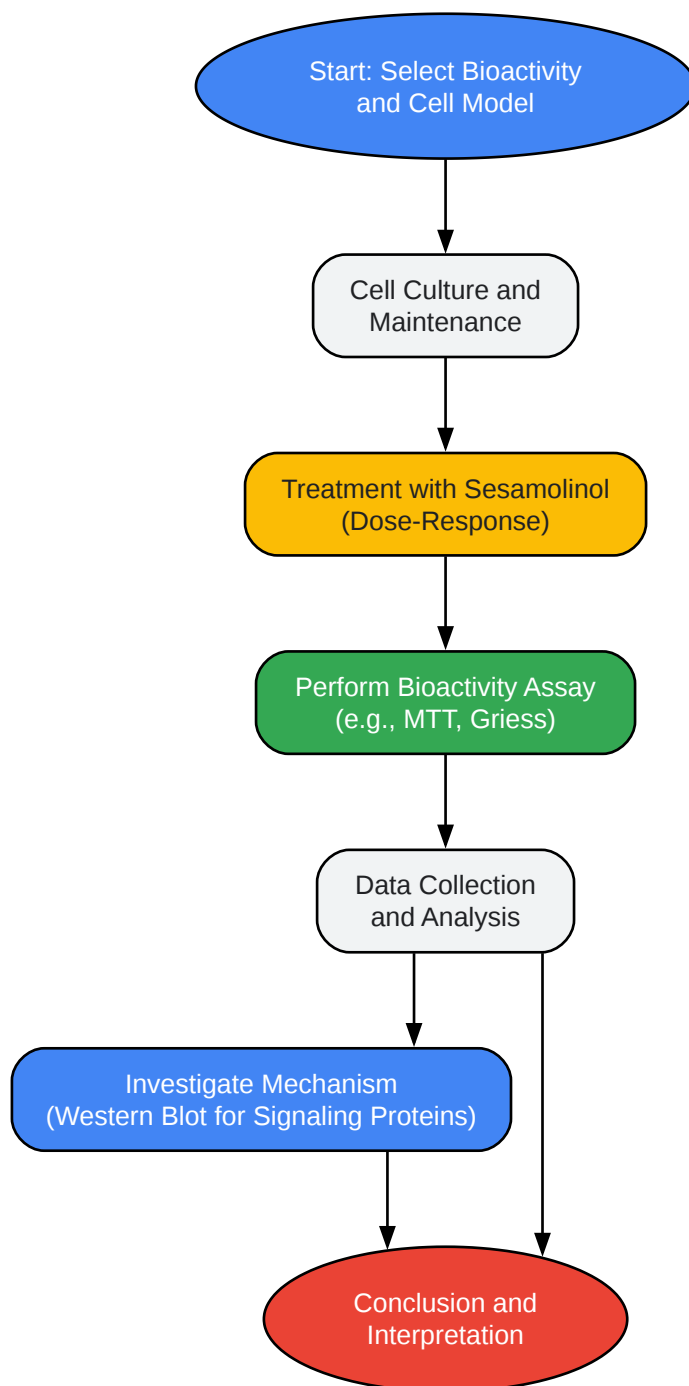 Start: Select Bioactivity
and Cell Model
Cell Culture and
Maintenance
Treatment with Sesamolinol
(Dose-Response)
Perform Bioactivity Assay
(e.g., MTT, Griess)
Data Collection
and Analysis
Investigate Mechanism
(Western Blot for Signaling Proteins)
Conclusion and
Interpretation